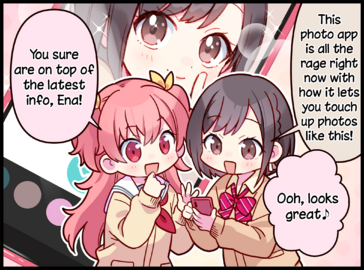 This
photo app
is all the
rage right
now with
how it lets
you touch
up photos
like this!
You sure
are on top of
the latest
info, Ena!
Ooh, looks
great♪